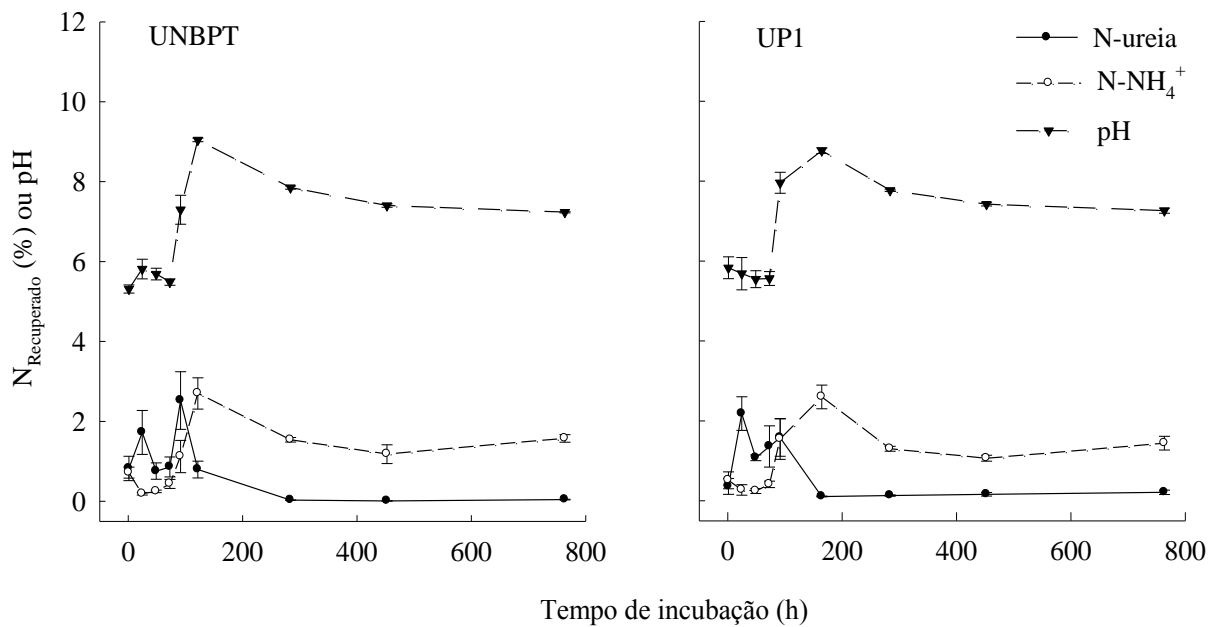 UNBPT
UP1
N-ureia
N-NH4+
pH
N Recuperado (%) ou pH
12
10
8
6
4
2
0
0 200 400 600 800
0 200 400 600 800
Tempo de incubação (h)